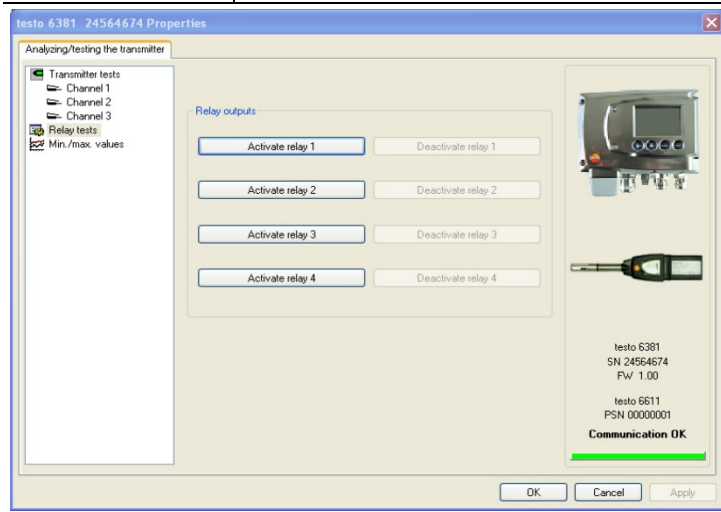 testo 6381 24564674 Properties
Analyzing/testing the transmitter
Transmitter tests
Channel 1
Channel 2
Channel 3
Relay tests
Min./max. values
Relay outputs
Activate relay 1 Deactivate relay 1
Activate relay 2 Deactivate relay 2
Activate relay 3 Deactivate relay 3
Activate relay 4 Deactivate relay 4
testo 6381
SN 24564674
FW 1.00
testo 6611
PSN 00000001
Communication OK
OK Cancel Apply